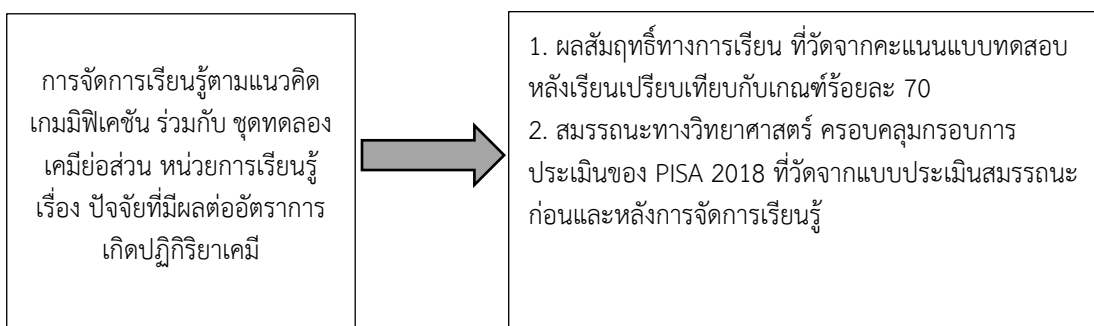 การจัดการเรียนรู้ตามแนวคิด
เกมมิฟิเคชัน ร่วมกับ ชุดทดลอง
เคมีย่อส่วน หน่วยการเรียนรู้
เรื่อง ปัจจัยที่มีผลต่ออัตราการ
เกิดปฏิกิริยาเคมี
1. ผลสัมฤทธิ์ทางการเรียน ที่วัดจากคะแนนแบบทดสอบ
หลังเรียนเปรียบเทียบกับเกณฑ์ร้อยละ 70
2. สมรรถนะทางวิทยาศาสตร์ ครอบคลุมกรอบการ
ประเมินของ PISA 2018 ที่วัดจากแบบประเมินสมรรถนะ
ก่อนและหลังการจัดการเรียนรู้